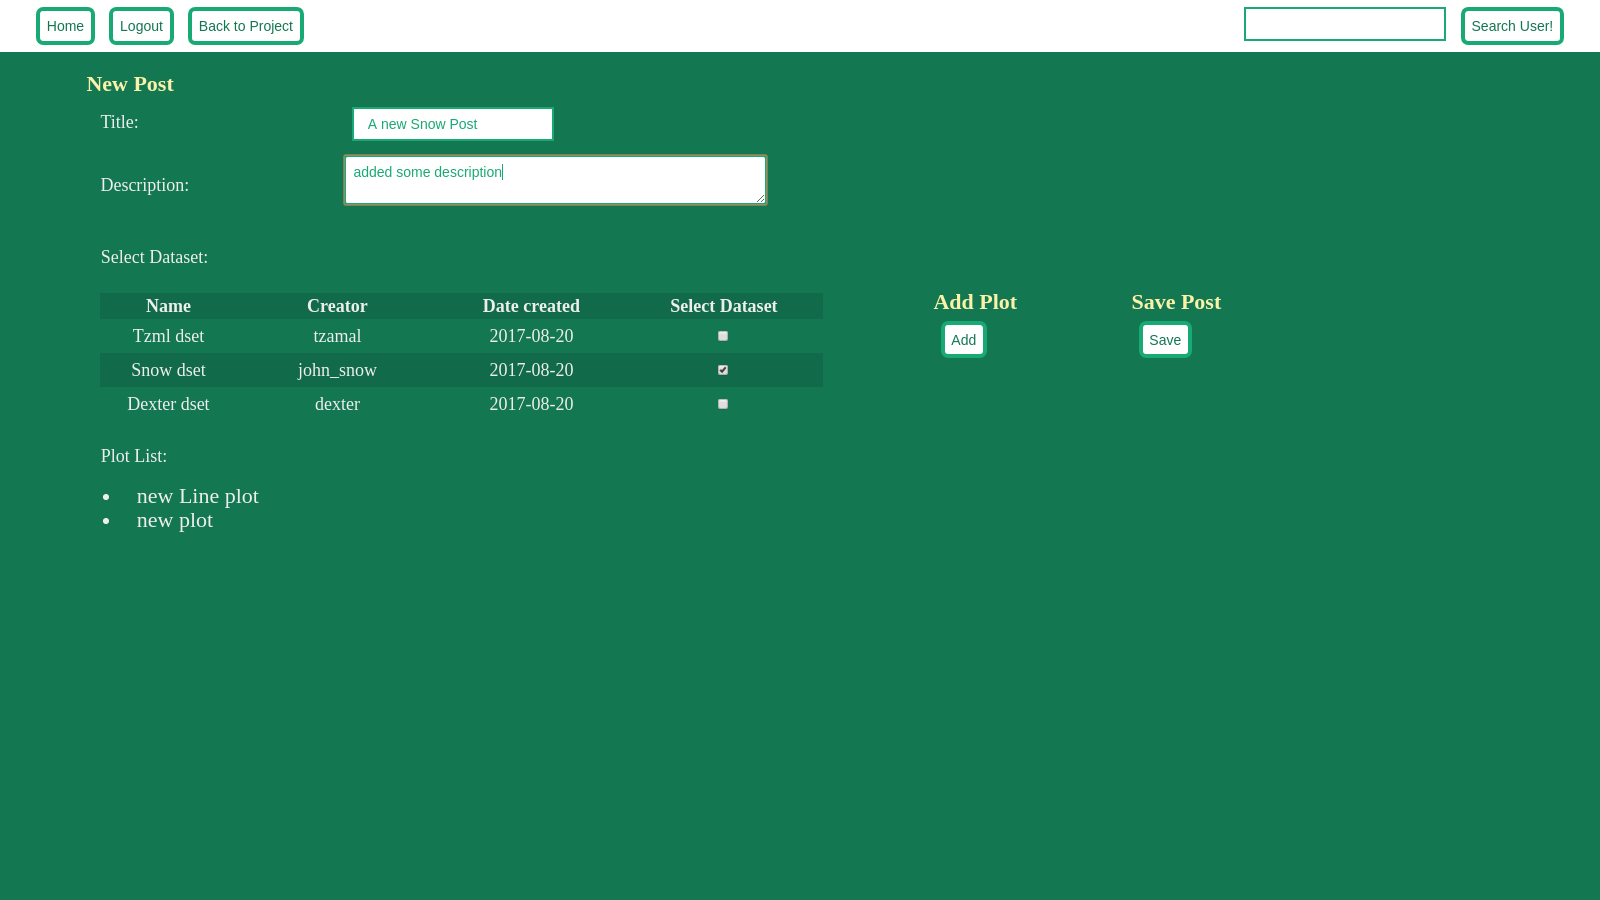 Home Logout Back to Project Search User!
New Post
Title: A new Snow Post
Description: added some description
Select Dataset:
Name Creator Date created Select Dataset
Tzml dset tzamal 2017-08-20
Snow dset john_snow 2017-08-20
Dexter dset dexter 2017-08-20
Add Plot Save Post
Add Save
Plot List:
• new Line plot
• new plot